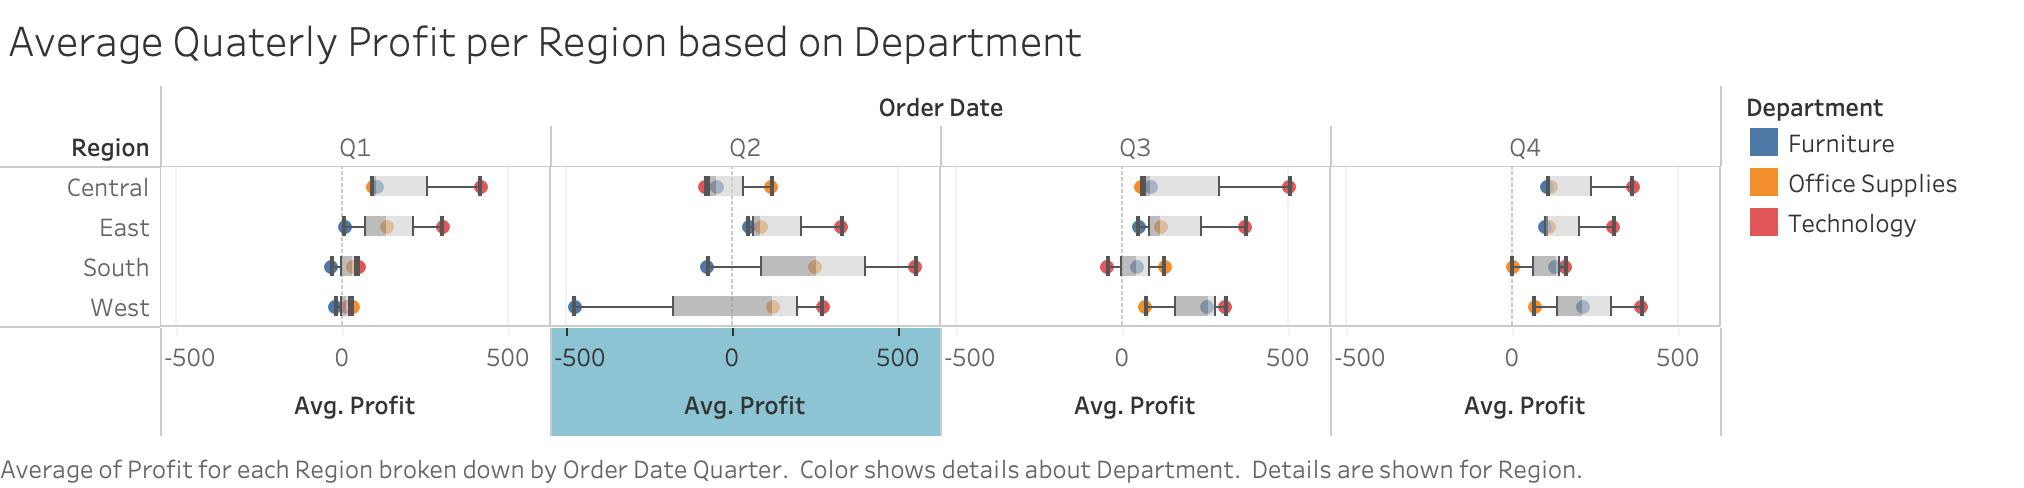 Average Quaterly Profit per Region based on Department
Order Date
Region Q1 Q2 Q3 Q4
Central
East
South
West
-500 0 500 -500 0 500 -500 0 500 -500 0 500
Avg. Profit Avg. Profit Avg. Profit Avg. Profit
Department
Furniture
Office Supplies
Technology
Average of Profit for each Region broken down by Order Date Quarter. Color shows details about Department. Details are shown for Region.